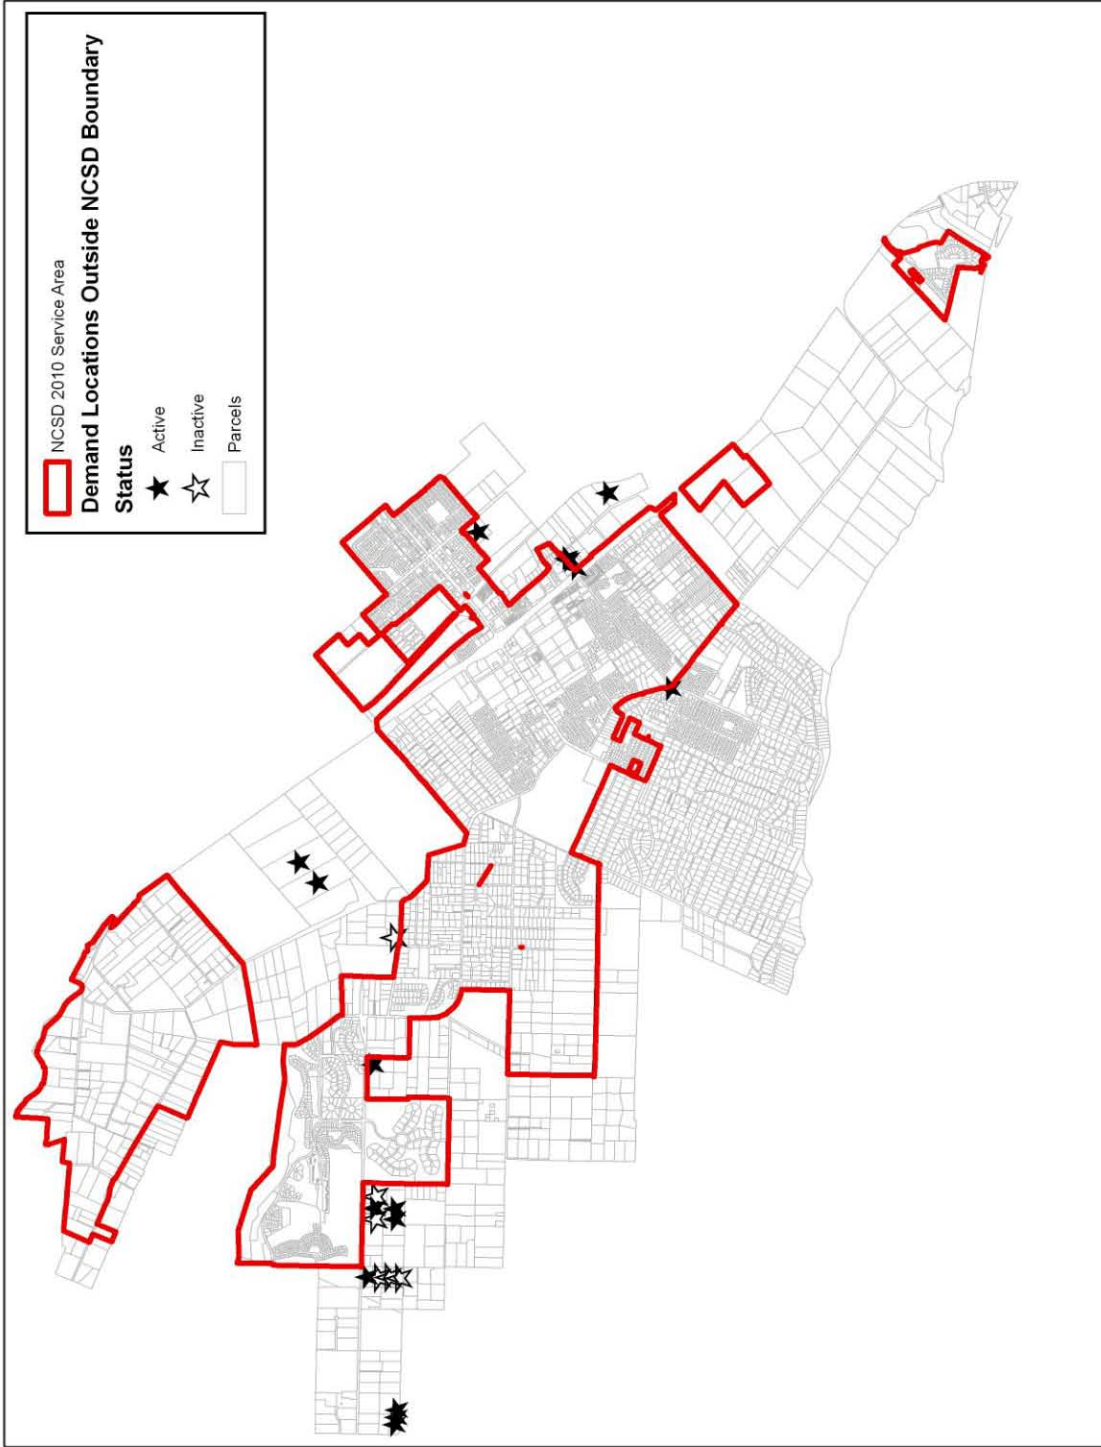 NCSD 2010 Service Area
Demand Locations Outside NCSD Boundary
Status
Active
Inactive
Parcels